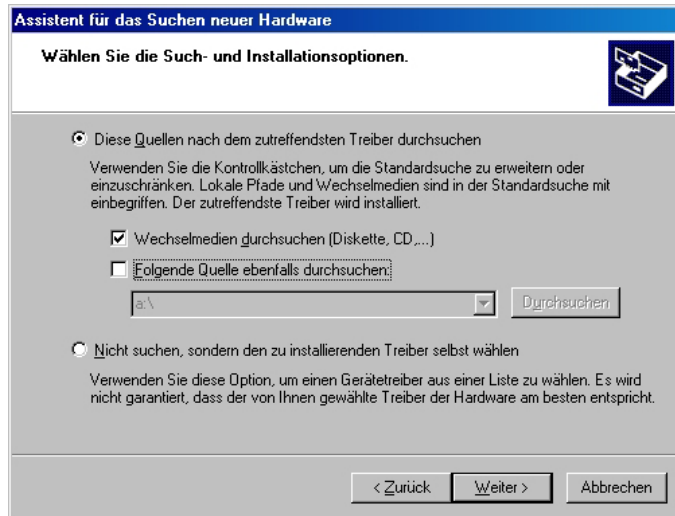 Assistent für das Suchen neuer Hardware
Wählen Sie die Such- und Installationsoptionen.
Diese Quellen nach dem zutreffendsten Treiber durchsuchen
Verwenden Sie die Kontrollkästchen, um die Standardsuche zu erweitern oder
einzuschränken. Lokale Pfade und Wechselmedien sind in der Standardsuche mit
einbegriffen. Der zutreffendste Treiber wird installiert.
Wechselmedien durchsuchen (Diskette, CD,...)
Folgende Quelle ebenfalls durchsuchen:
a:\ Durchsuchen
Nicht suchen, sondern den zu installierenden Treiber selbst wählen
Verwenden Sie diese Option, um einen Gerätetreiber aus einer Liste zu wählen. Es wird
nicht garantiert, dass der von Ihnen gewählte Treiber der Hardware am besten entspricht.
< Zurück Weiter > Abbrechen